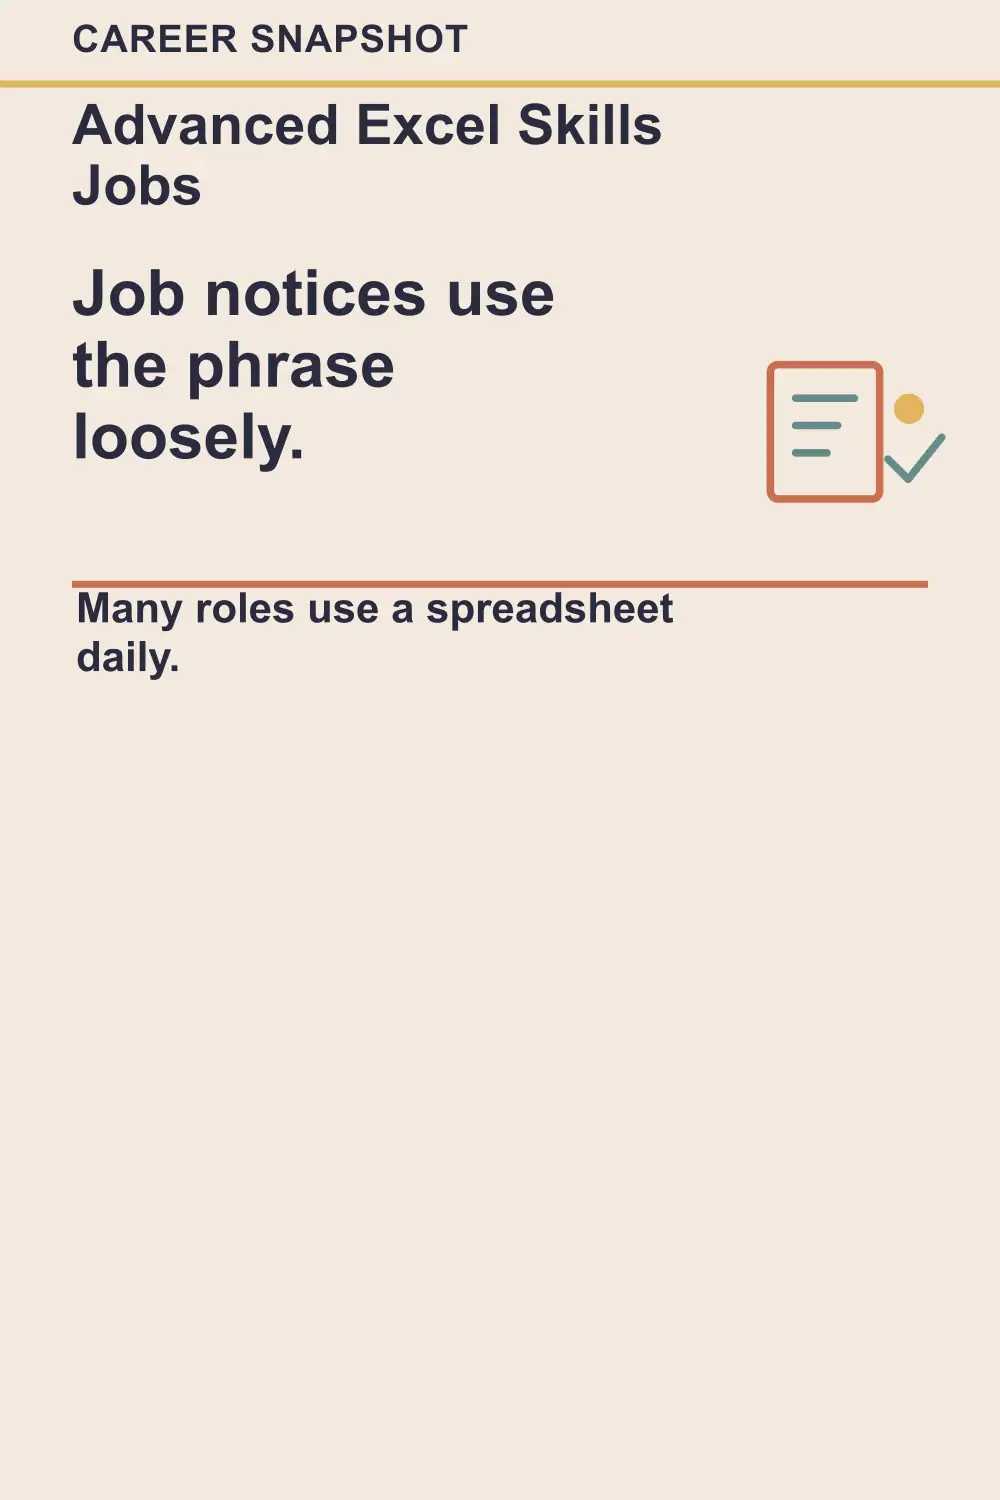 CAREER SNAPSHOT
Advanced Excel Skills
Jobs
Job notices use
the phrase
loosely.
Many roles use a spreadsheet
daily.